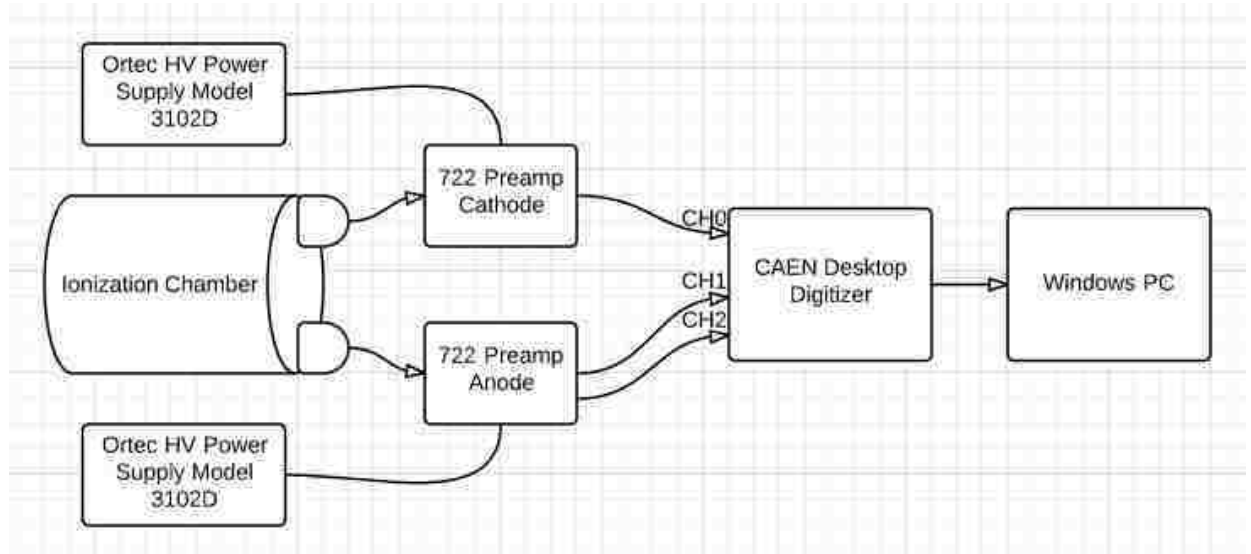 Ortec HV Power
Supply Model
3102D
722 Preamp
Cathode
Ionization Chamber
CH0
CH1
CH2
CAEN Desktop
Digitizer
Windows PC
722 Preamp
Anode
Ortec HV Power
Supply Model
3102D